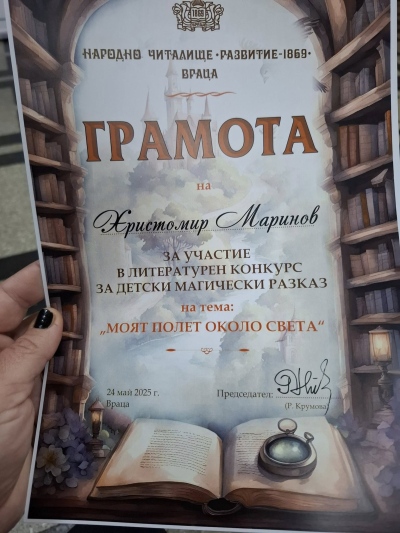 1869
НАРОДНО ЧИТАЛИЩЕ •РАЗВИТИЕ-1869•
ВРАЦА
ГРАМОТА
на
Христомир Маринов
ЗА УЧАСТИЕ
В ЛИТЕРАТУРЕН КОНКУРС
ЗА ДЕТСКИ МАГИЧЕСКИ РАЗКАЗ
на тема:
„МОЯТ ПОЛЕТ ОКОЛО СВЕТА“
24 май 2025 г.
Враца
Председател:
(Р. Крумова)